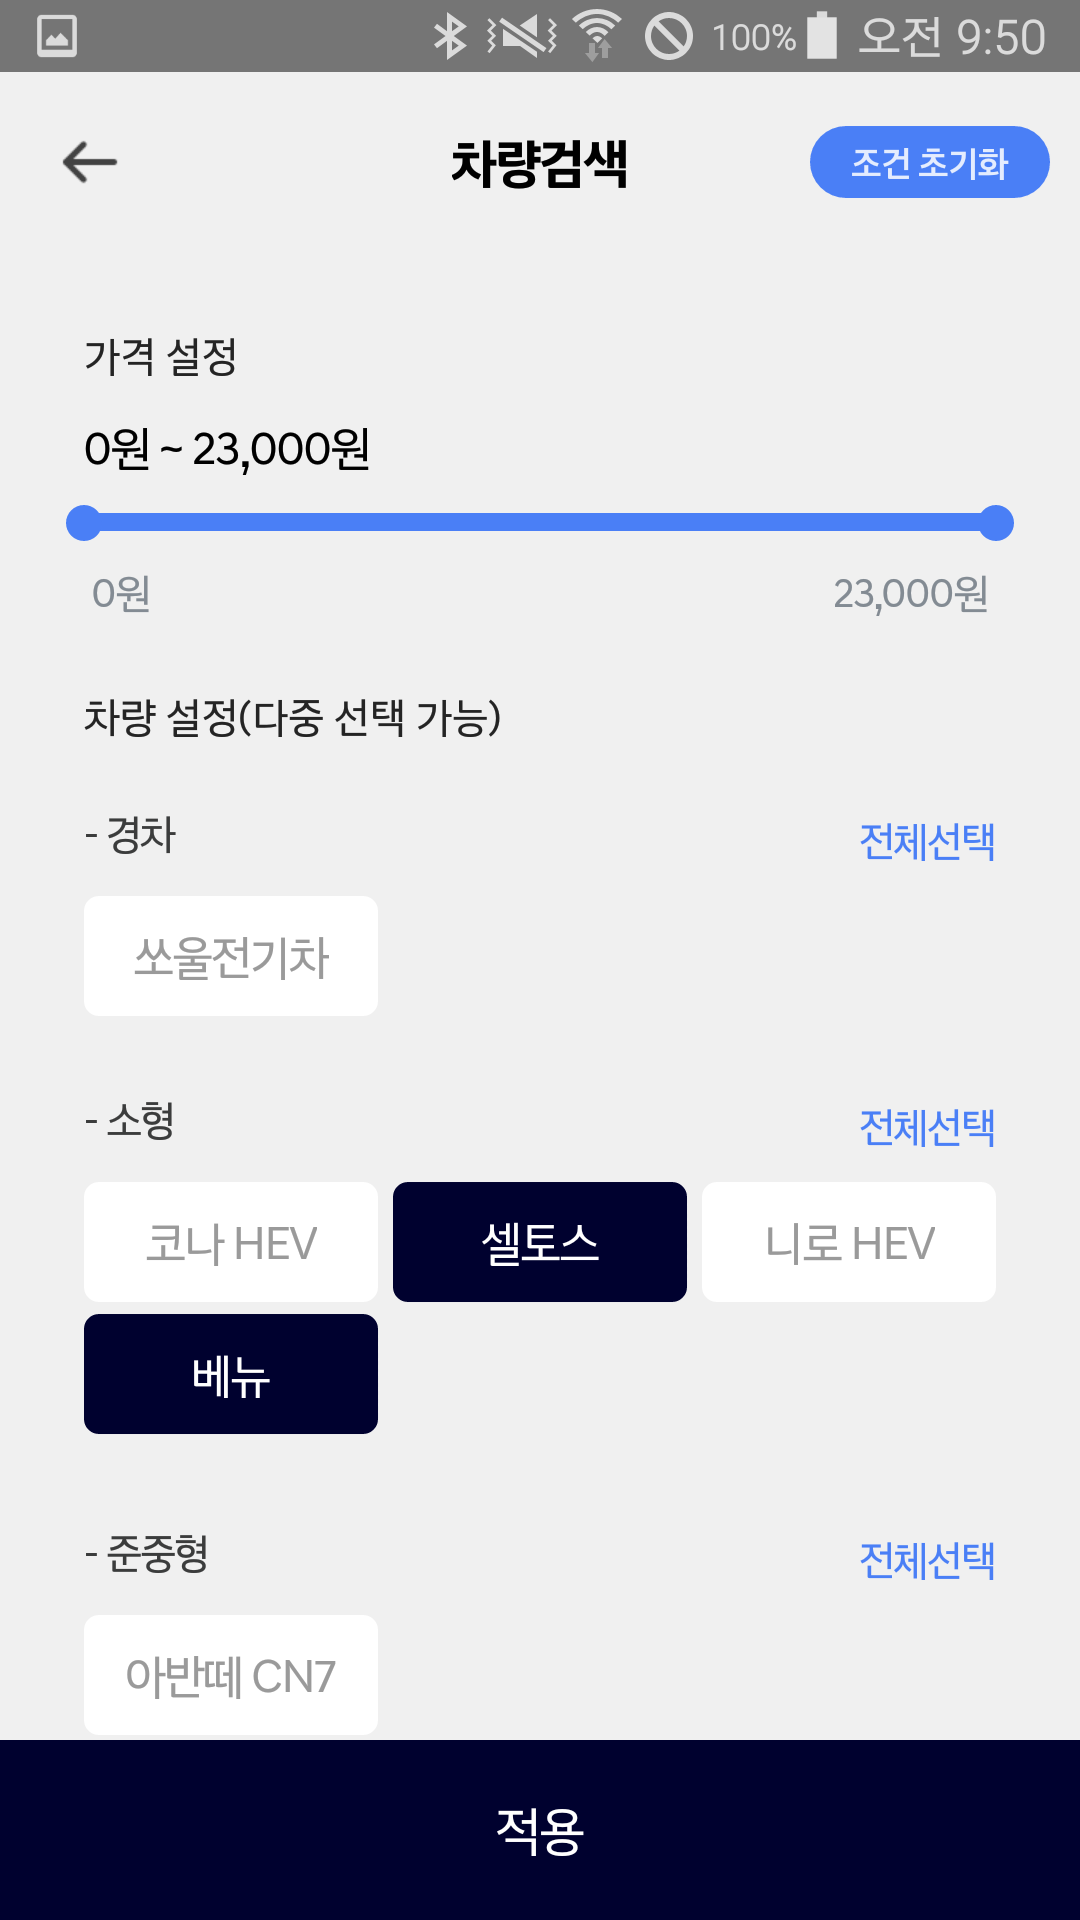 100% 오전 9:50
차량검색
조건 초기화
가격 설정
0원 ~ 23,000원
0원 23,000원
차량 설정(다중 선택 가능)
- 경차 전체선택
쏘울전기차
- 소형 전체선택
코나 HEV 셀토스 니로 HEV
베뉴
- 준중형 전체선택
아반떼 CN7
적용